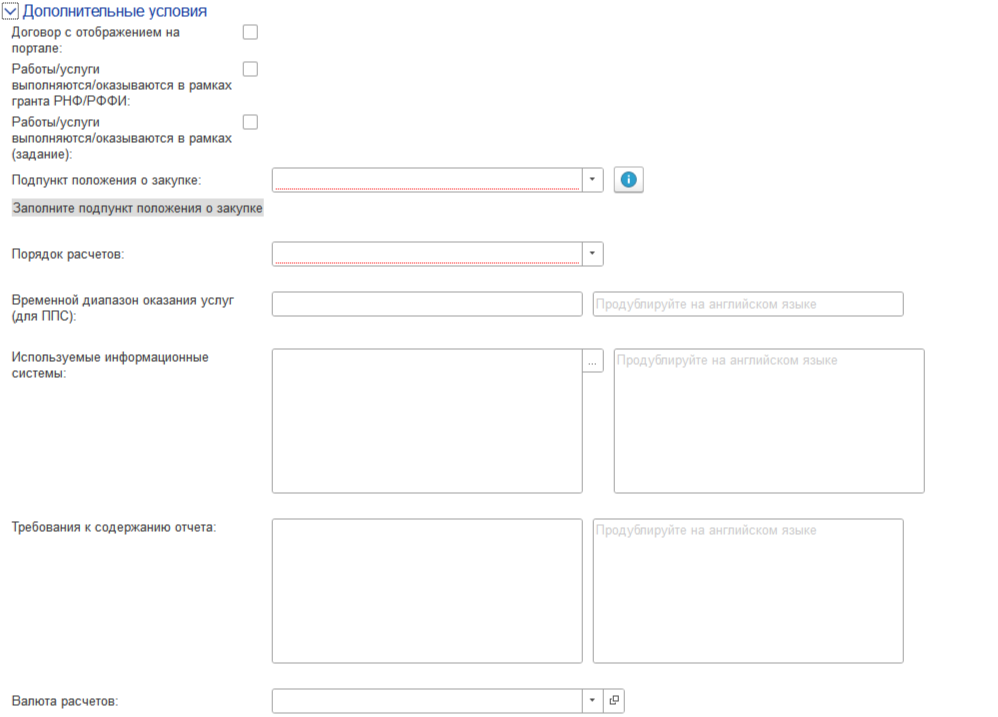 Дополнительные условия
Договор с отображением на
портале:
Работы/услуги
выполняются/оказываются в рамках
гранта РНФ/РФФИ:
Работы/услуги
выполняются/оказываются в рамках
(задание):
Подпункт положения о закупке:
Заполните подпункт положения о закупке
Порядок расчетов:
Временной диапазон оказания услуг
(для ППС):
Продублируйте на английском языке
Используемые информационные
системы:
...
Продублируйте на английском языке
Требования к содержанию отчета:
Продублируйте на английском языке
Валюта расчетов: